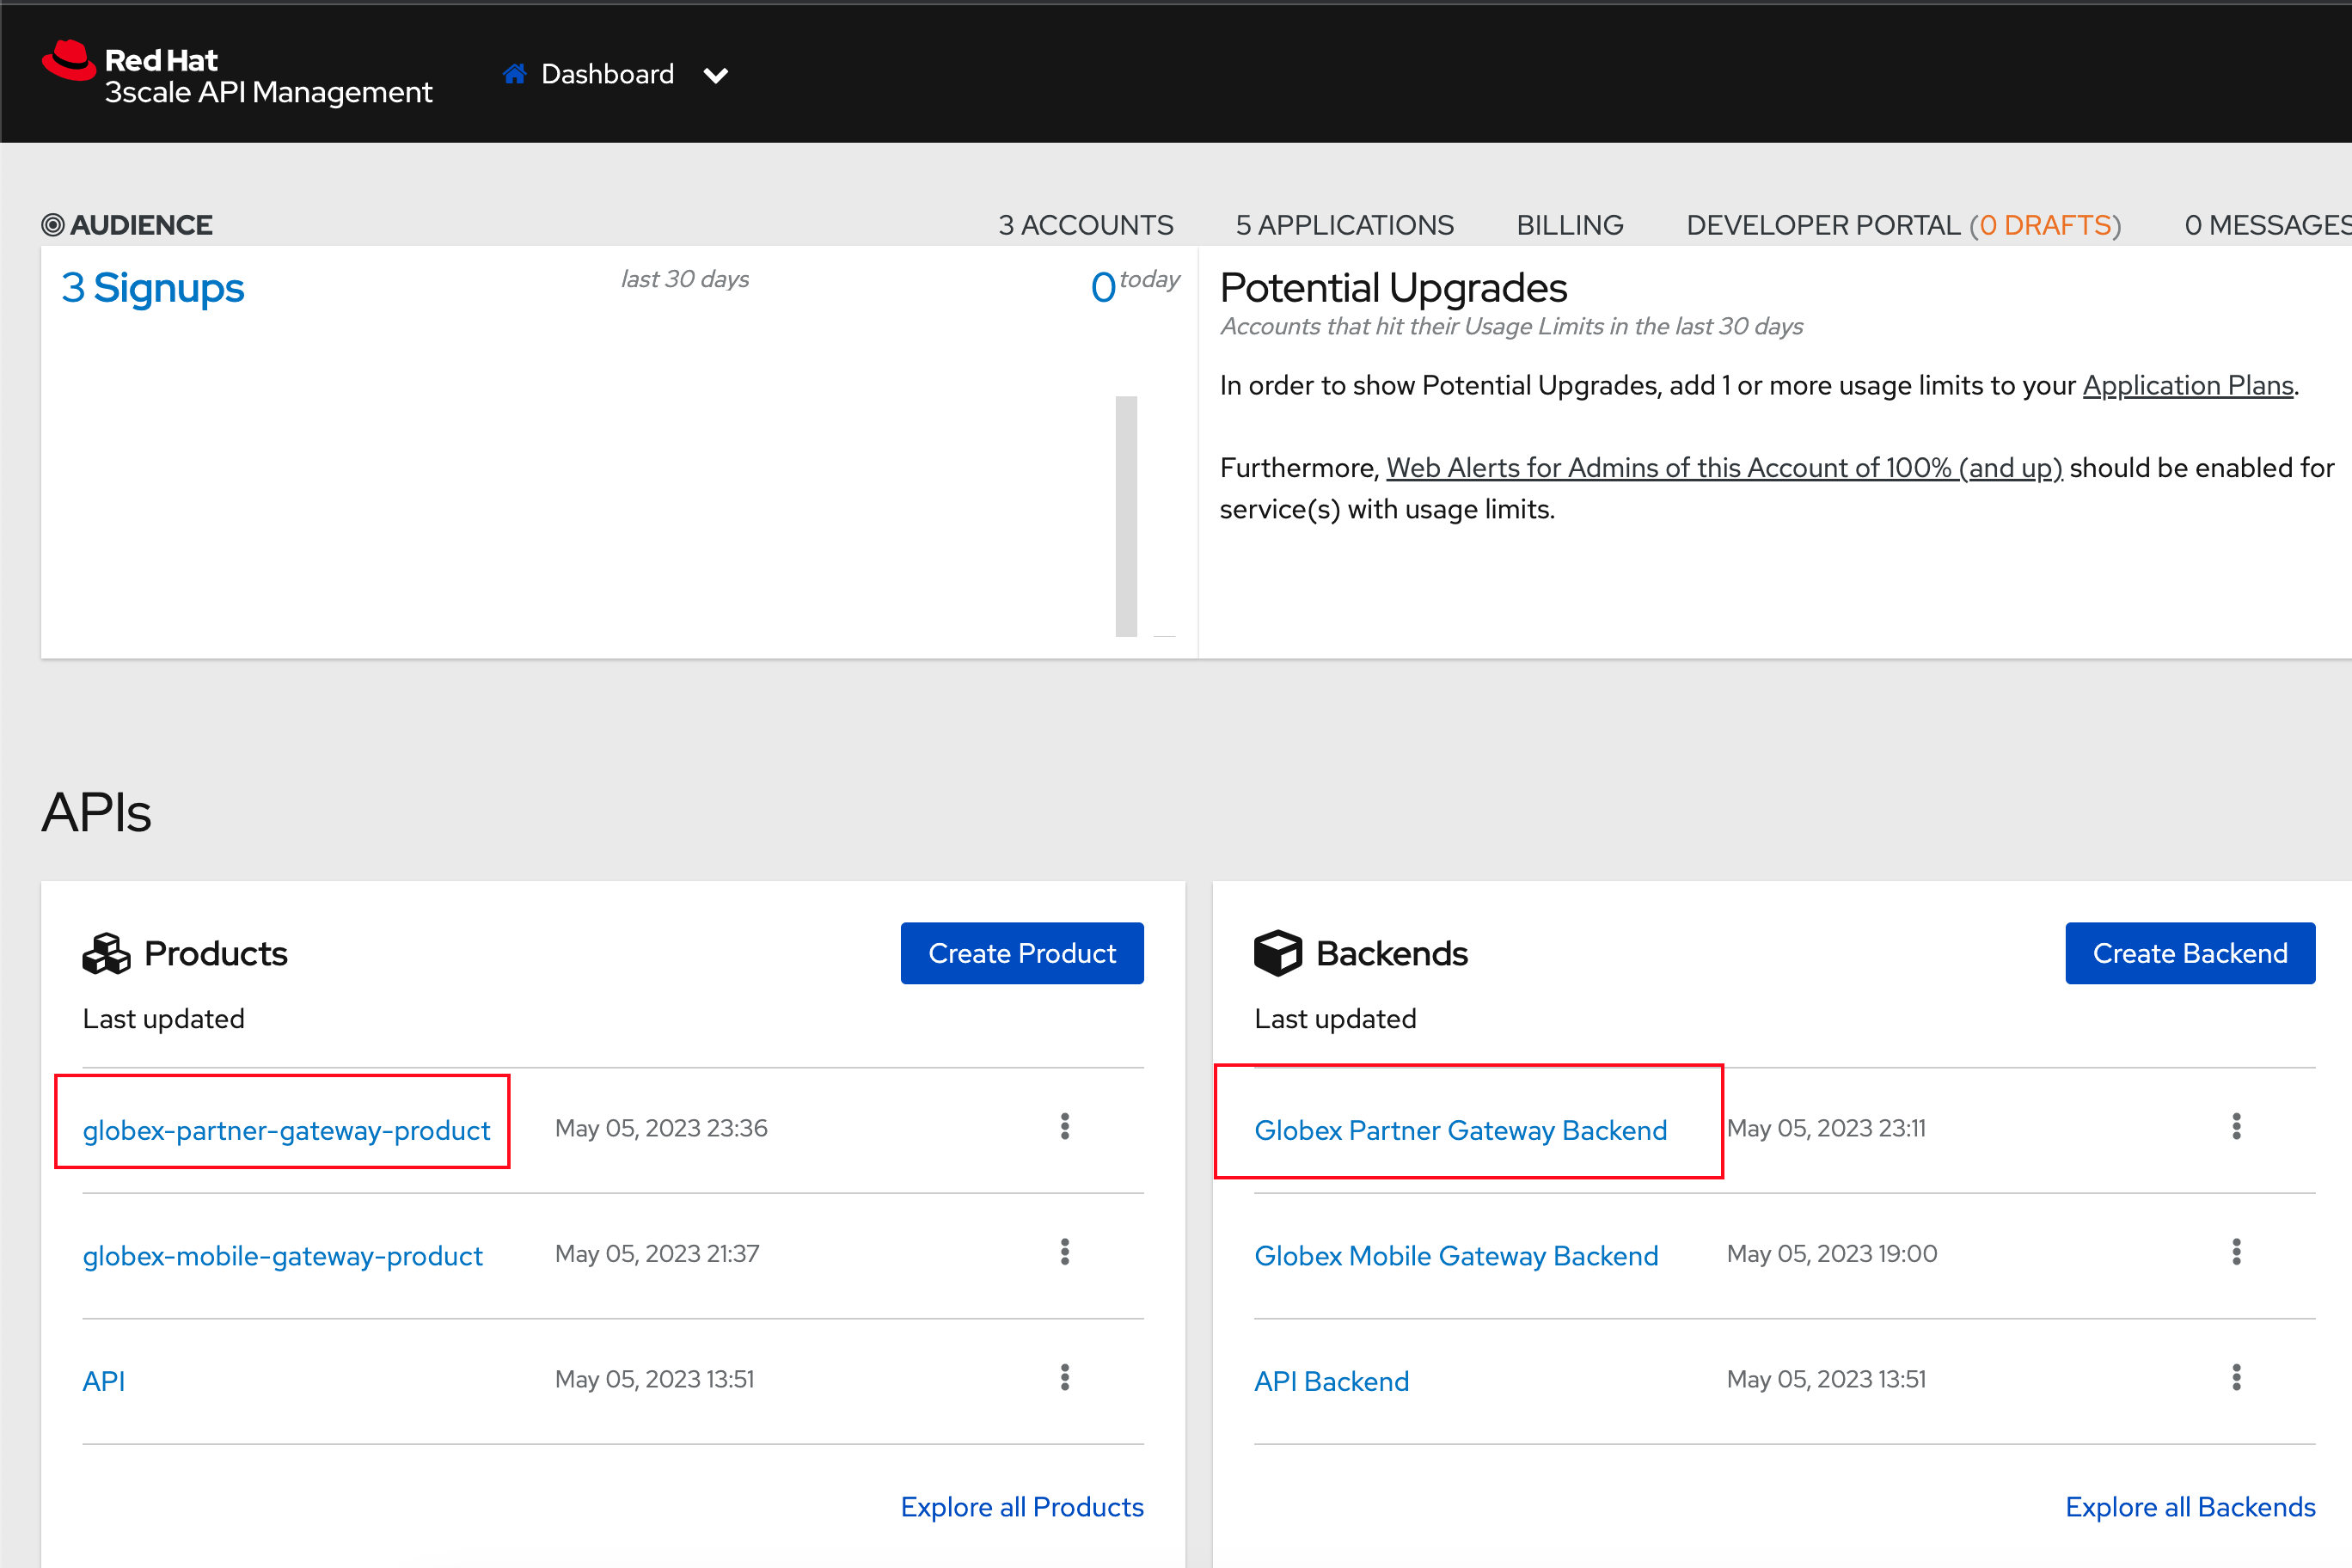 Red Hat
3scale API Management
Dashboard
AUDIENCE
3 ACCOUNTS
5 APPLICATIONS
BILLING
DEVELOPER PORTAL (0 DRAFTS)
0 MESSAGES
3 Signups
last 30 days
0 today
Potential Upgrades
Accounts that hit their Usage Limits in the last 30 days
In order to show Potential Upgrades, add 1 or more usage limits to your Application Plans.
Furthermore, Web Alerts for Admins of this Account of 100% (and up) should be enabled for
service(s) with usage limits.
APIs
Products
Create Product
Last updated
globex-partner-gateway-product
May 05, 2023 23:36
globex-mobile-gateway-product
May 05, 2023 21:37
API
May 05, 2023 13:51
Explore all Products
Backends
Create Backend
Last updated
Globex Partner Gateway Backend
May 05, 2023 23:11
Globex Mobile Gateway Backend
May 05, 2023 19:00
API Backend
May 05, 2023 13:51
Explore all Backends